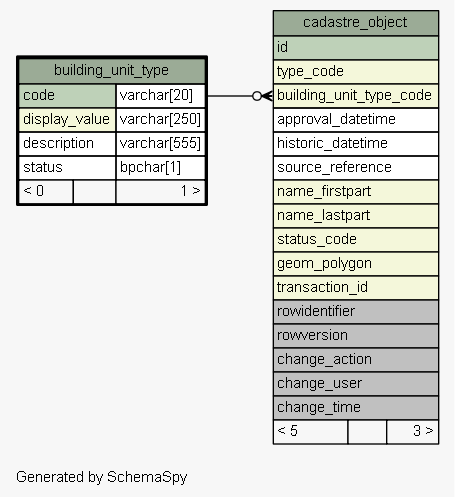 building_unit_type
code varchar[20]
display_value varchar[250]
description varchar[555]
status bpchar[1]
< 0 1 >
cadastre_object
id
type_code
building_unit_type_code
approval_datetime
historic_datetime
source_reference
name_firstpart
name_lastpart
status_code
geom_polygon
transaction_id
rowidentifier
rowversion
change_action
change_user
change_time
< 5 3 >
Generated by SchemaSpy